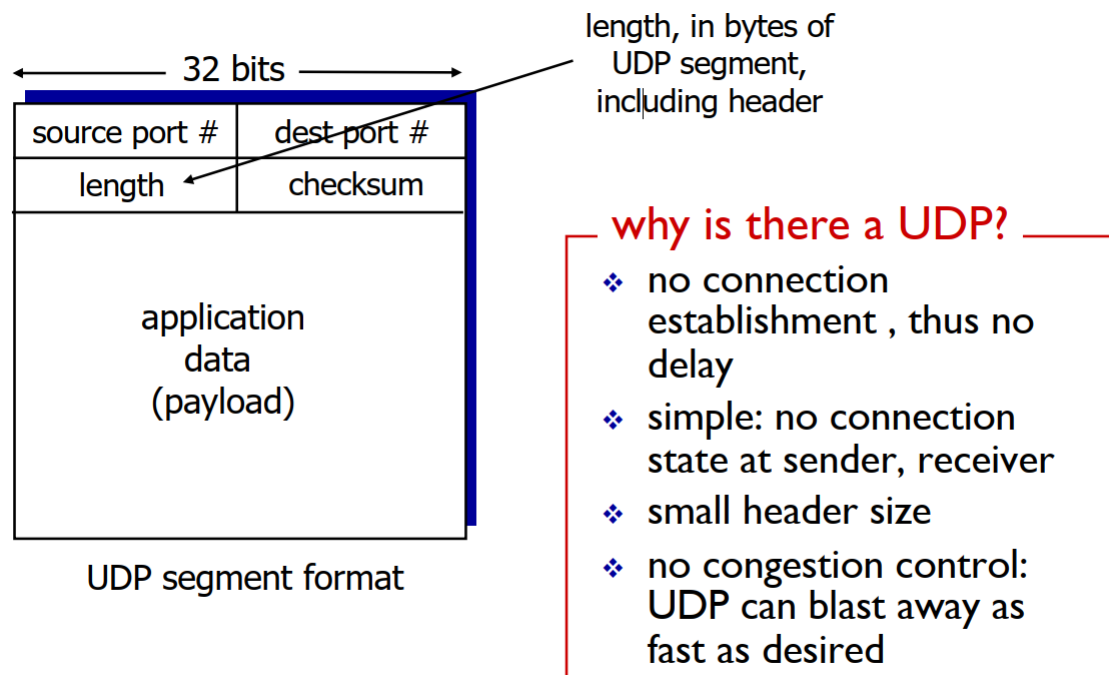 length, in bytes of
UDP segment,
including header
32 bits
source port #
dest port #
length
checksum
application
data
(payload)
UDP segment format
why is there a UDP?
no connection
establishment , thus no
delay
simple: no connection
state at sender, receiver
small header size
no congestion control:
UDP can blast away as
fast as desired